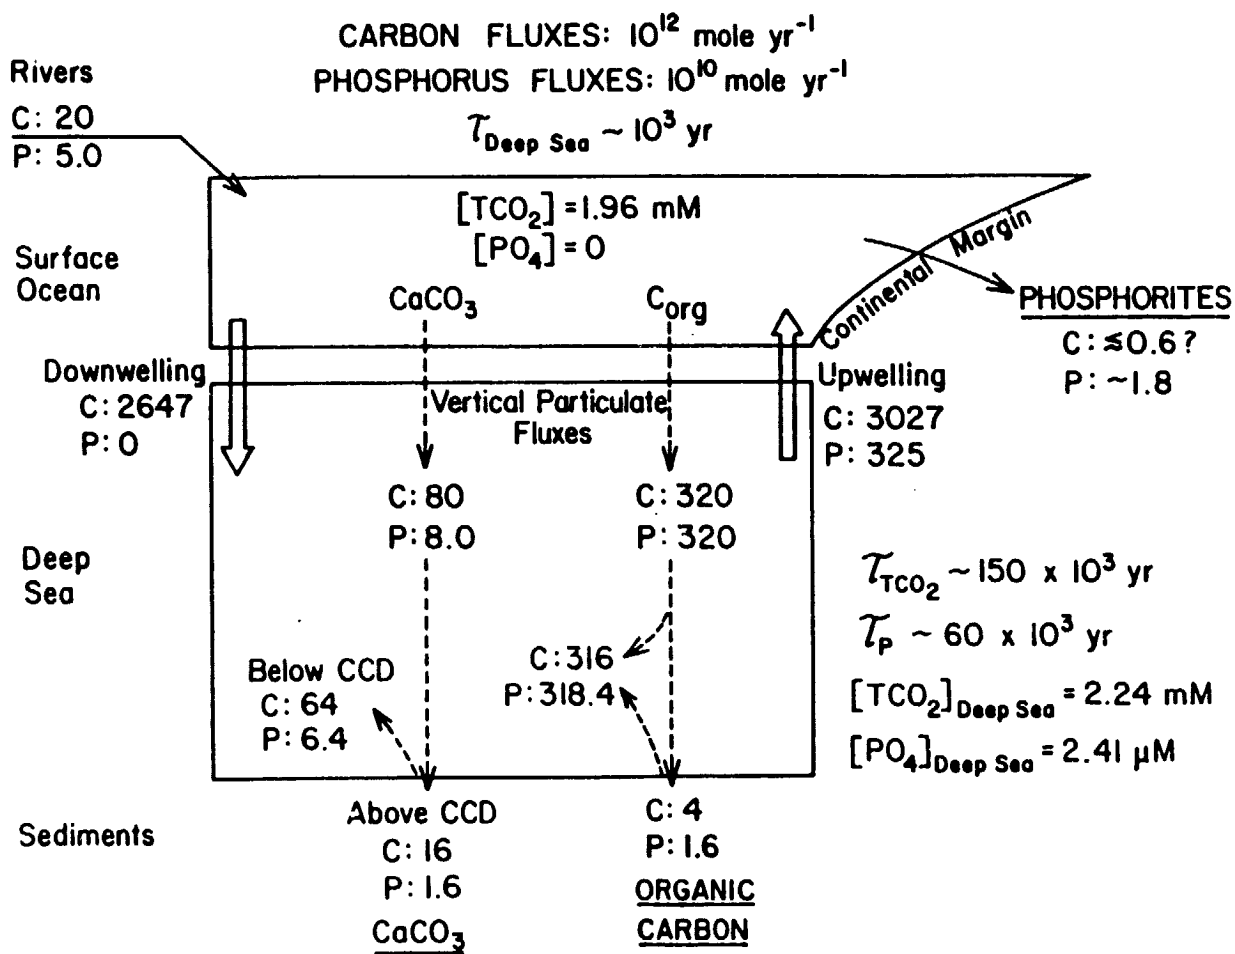 CARBON FLUXES: 10¹² mole yr⁻¹
PHOSPHORUS FLUXES: 10¹⁰ mole yr⁻¹
τDeep Sea ~ 10³ yr
Rivers
C: 20
P: 5.0
[TCO₂] = 1.96 mM
[PO₄] = 0
Surface
Ocean
CaCO₃
Corg
Continental Margin
PHOSPHORITES
C: ≲0.6?
P: ~1.8
Downwelling
C: 2647
P: 0
Vertical Particulate
Fluxes
Upwelling
C: 3027
P: 325
C: 80
P: 8.0
C: 320
P: 320
Deep
Sea
τTCO₂ ~ 150 x 10³ yr
τP ~ 60 x 10³ yr
[TCO₂]Deep Sea = 2.24 mM
[PO₄]Deep Sea = 2.41 μM
Below CCD
C: 64
P: 6.4
C: 316
P: 318.4
Sediments
Above CCD
C: 16
P: 1.6
CaCO₃
C: 4
P: 1.6
ORGANIC
CARBON